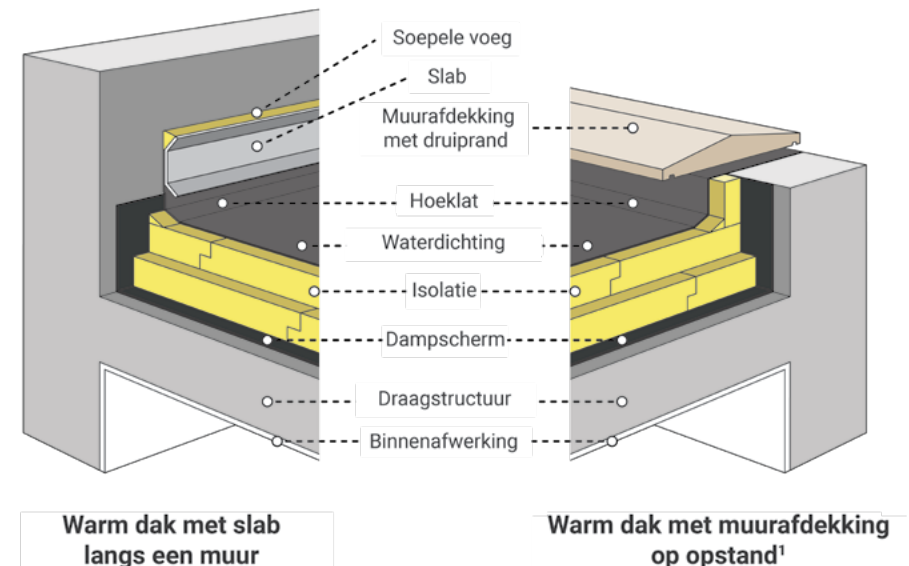 Soepele voeg
Slab
Muurafdekking
met druiprand
Hoeklat
Waterdichting
Isolatie
Dampscherm
Draagstructuur
Binnenafwerking
Warm dak met slab
langs een muur
Warm dak met muurafdekking
op opstand¹